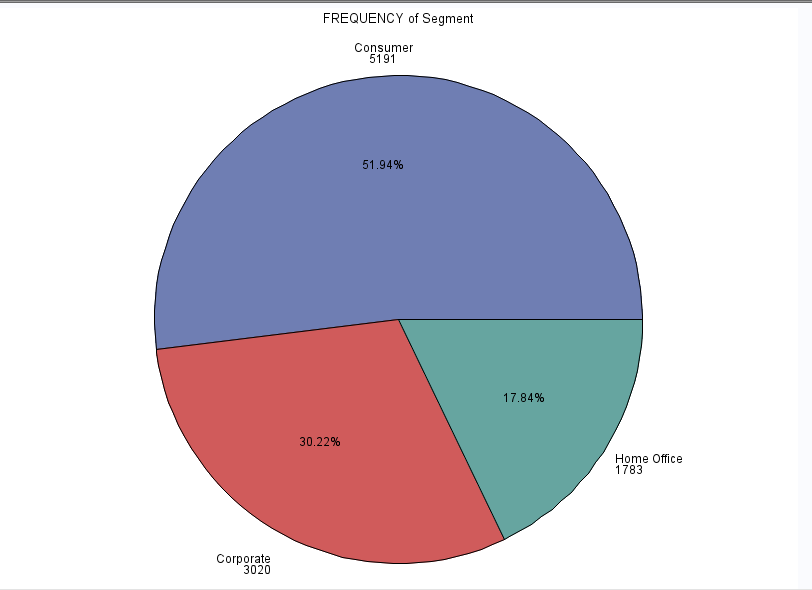 FREQUENCY of Segment
Consumer
5191
51.94%
17.84%
30.22%
Home Office
1783
Corporate
3020